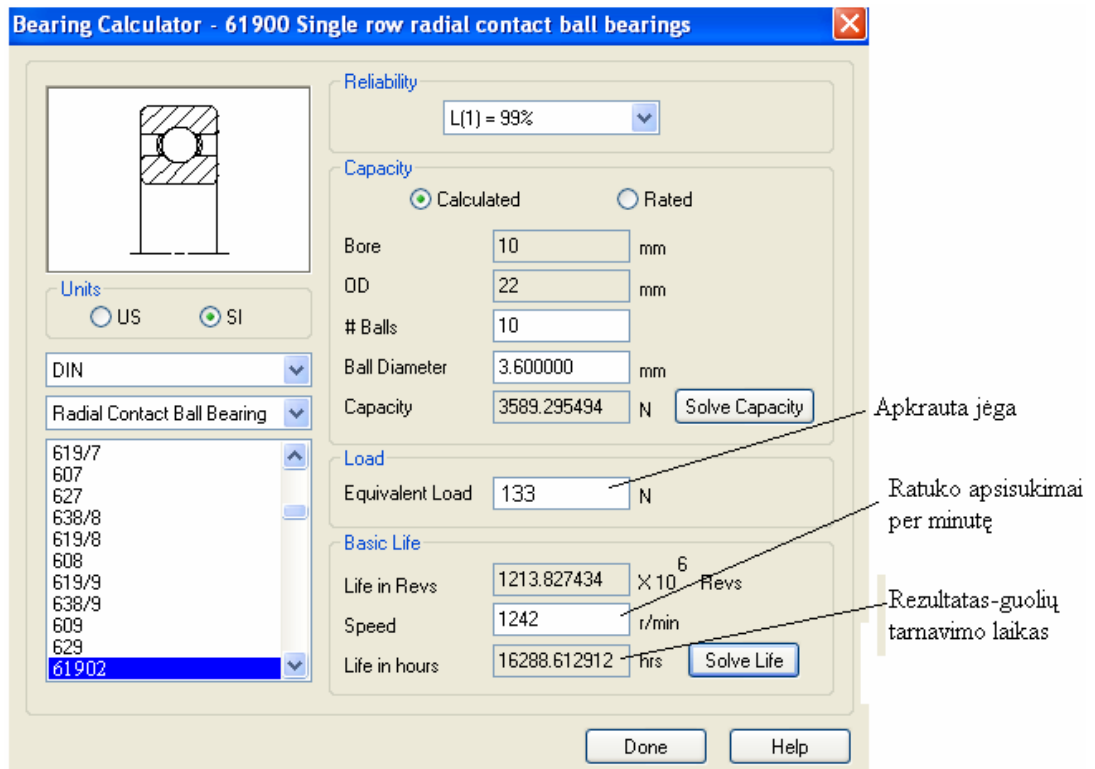 Bearing Calculator - 61900 Single row radial contact ball bearings
Reliability
L(1) = 99%
Capacity
Calculated Rated
Bore 10 mm
OD 22 mm
# Balls 10
Ball Diameter 3.600000 mm
Capacity 3589.295494 N Solve Capacity
Units
US SI
DIN
Radial Contact Ball Bearing
619/7
607
627
638/8
619/8
608
619/9
638/9
609
629
61902
Load
Equivalent Load 133 N
Basic Life
Life in Revs 1213.827434 X 10 6 Revs
Speed 1242 r/min
Life in hours 16288.612912 hrs Solve Life
Done Help
Apkrauta jėga
Ratuko apsisukimai
per minutę
Rezultatas-guolių
tarnavimo laikas